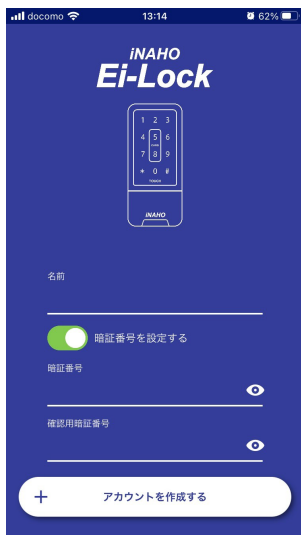 docomo 13:14 62%
iNAHO
Ei-Lock
1 2 3
4 5 6
7 8 9
* 0 #
TOUCH
iNAHO
名前
暗証番号を設定する
暗証番号
確認用暗証番号
+ アカウントを作成する